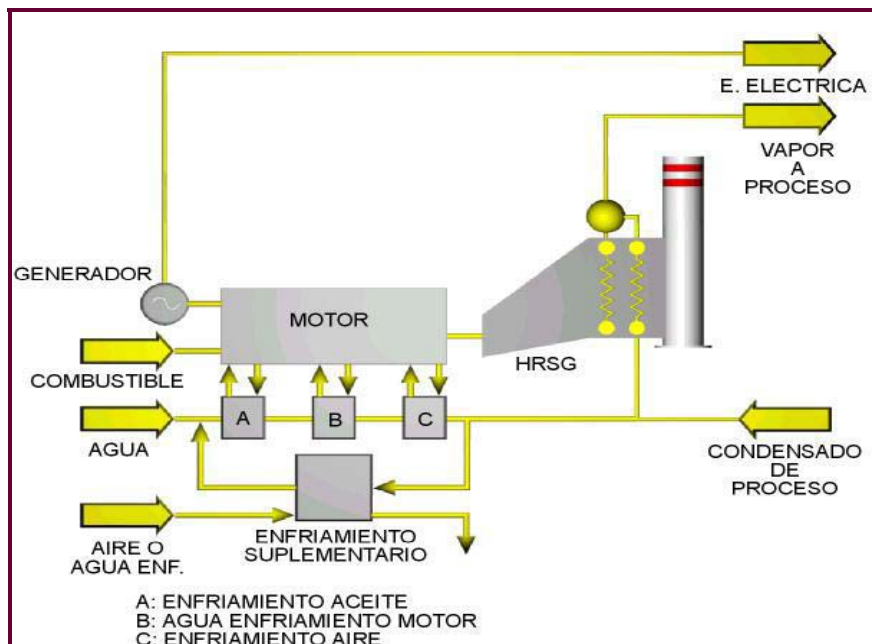 E. ELECTRICA
VAPOR
A
PROCESO
GENERADOR
MOTOR
HRSG
COMBUSTIBLE
A
B
C
AGUA
CONDENSADO
DE
PROCESO
ENFRIAMIENTO
SUPLEMENTARIO
AIRE O
AGUA ENF.
A: ENFRIAMIENTO ACEITE
B: AGUA ENFRIAMIENTO MOTOR
C: ENFRIAMIENTO AIRE